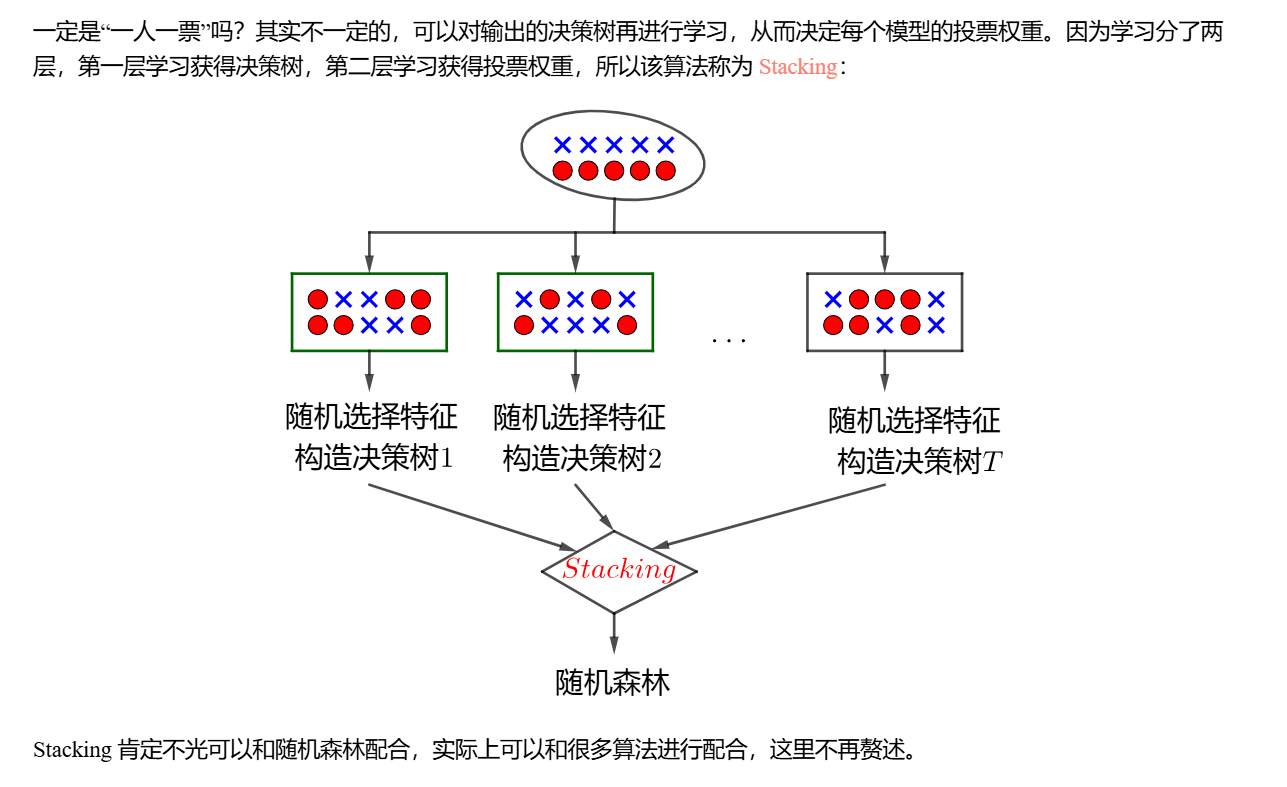 一定是“一人一票”吗？其实不一定的，可以对输出的决策树再进行学习，从而决定每个模型的投票权重。因为学习分了两
层，第一层学习获得决策树，第二层学习获得投票权重，所以该算法称为 Stacking：
...
随机选择特征
构造决策树1
随机选择特征
构造决策树2
随机选择特征
构造决策树T
Stacking
随机森林
Stacking 肯定不光可以和随机森林配合，实际上可以和很多算法进行配合，这里不再赘述。